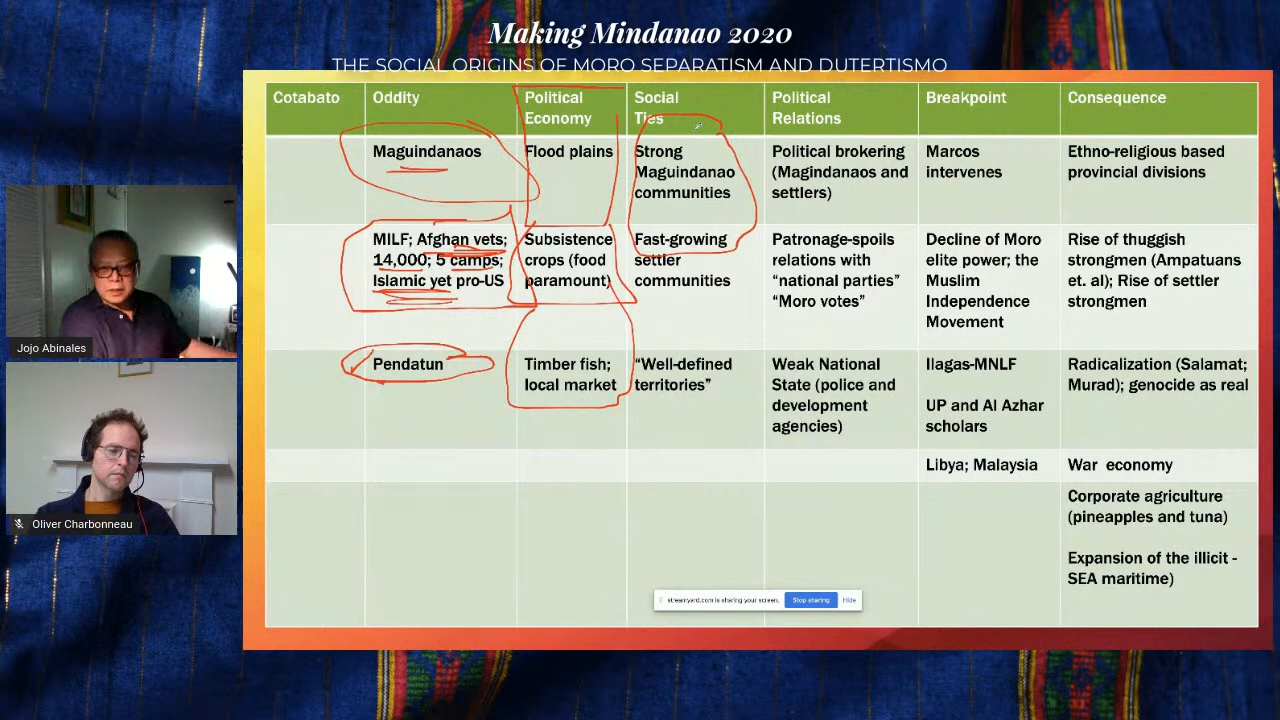 Making Mindanao 2020
THE SOCIAL ORIGINS OF MORO SEPARATISM AND DUTERTISMO
Cotabato
Oddity
Political
Economy
Social
Ties
Political
Relations
Breakpoint
Consequence
Maguindanaos
Flood plains
Strong
Maguindanao
communities
Political brokering
(Magindanaos and
settlers)
Marcos
intervenes
Ethno-religious based
provincial divisions
MILF; Afghan vets;
14,000; 5 camps;
Islamic yet pro-US
Subsistence
crops (food
paramount)
Fast-growing
settler
communities
Patronage-spoils
relations with
“national parties”
“Moro votes”
Decline of Moro
elite power; the
Muslim
Independence
Movement
Rise of thuggish
strongmen (Ampatuans
et. al); Rise of settler
strongmen
Pendatun
Timber fish;
local market
“Well-defined
territories”
Weak National
State (police and
development
agencies)
Ilagas-MNLF
UP and Al Azhar
scholars
Radicalization (Salamat;
Murad); genocide as real
Libya; Malaysia
War economy
Corporate agriculture
(pineapples and tuna)
Expansion of the illicit -
SEA maritime)
streamyard.com is sharing your screen.
Stop sharing
Hide
Jojo Abinales
Oliver Charbonneau